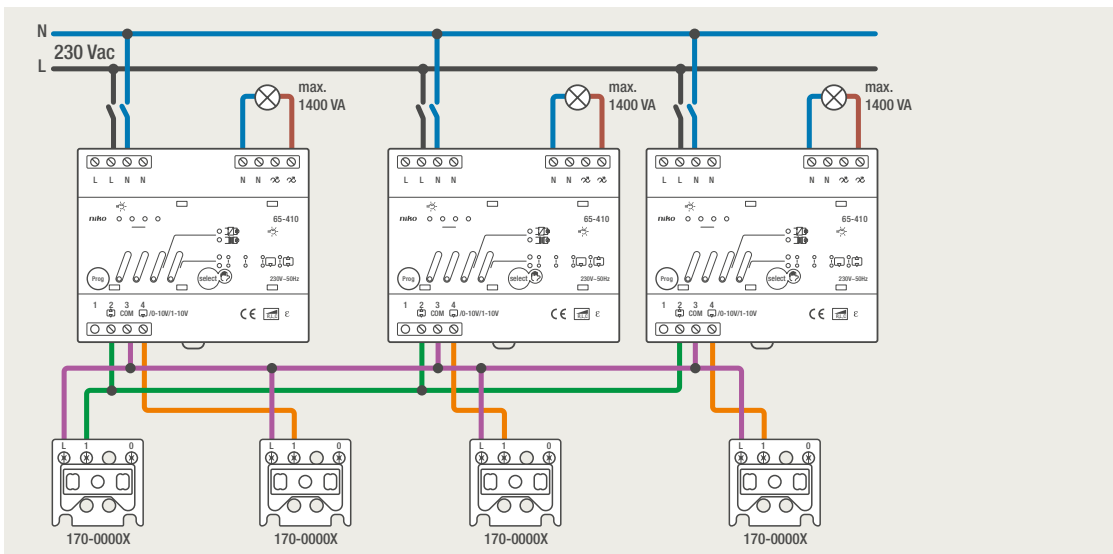 N
230 Vac
L
max.
1400 VA
max.
1400 VA
max.
1400 VA
L L N N
N N
L L N N
N N
L L N N
N N
niko
65-410
niko
65-410
niko
65-410
Prog
select
230V~50Hz
Prog
select
230V~50Hz
Prog
select
230V~50Hz
1 2 3 4
COM /0-10V/1-10V
CE R,L,C ε
1 2 3 4
COM /0-10V/1-10V
CE R,L,C ε
1 2 3 4
COM /0-10V/1-10V
CE R,L,C ε
L 1 0
L 1 0
L 1 0
L 1 0
170-0000X
170-0000X
170-0000X
170-0000X